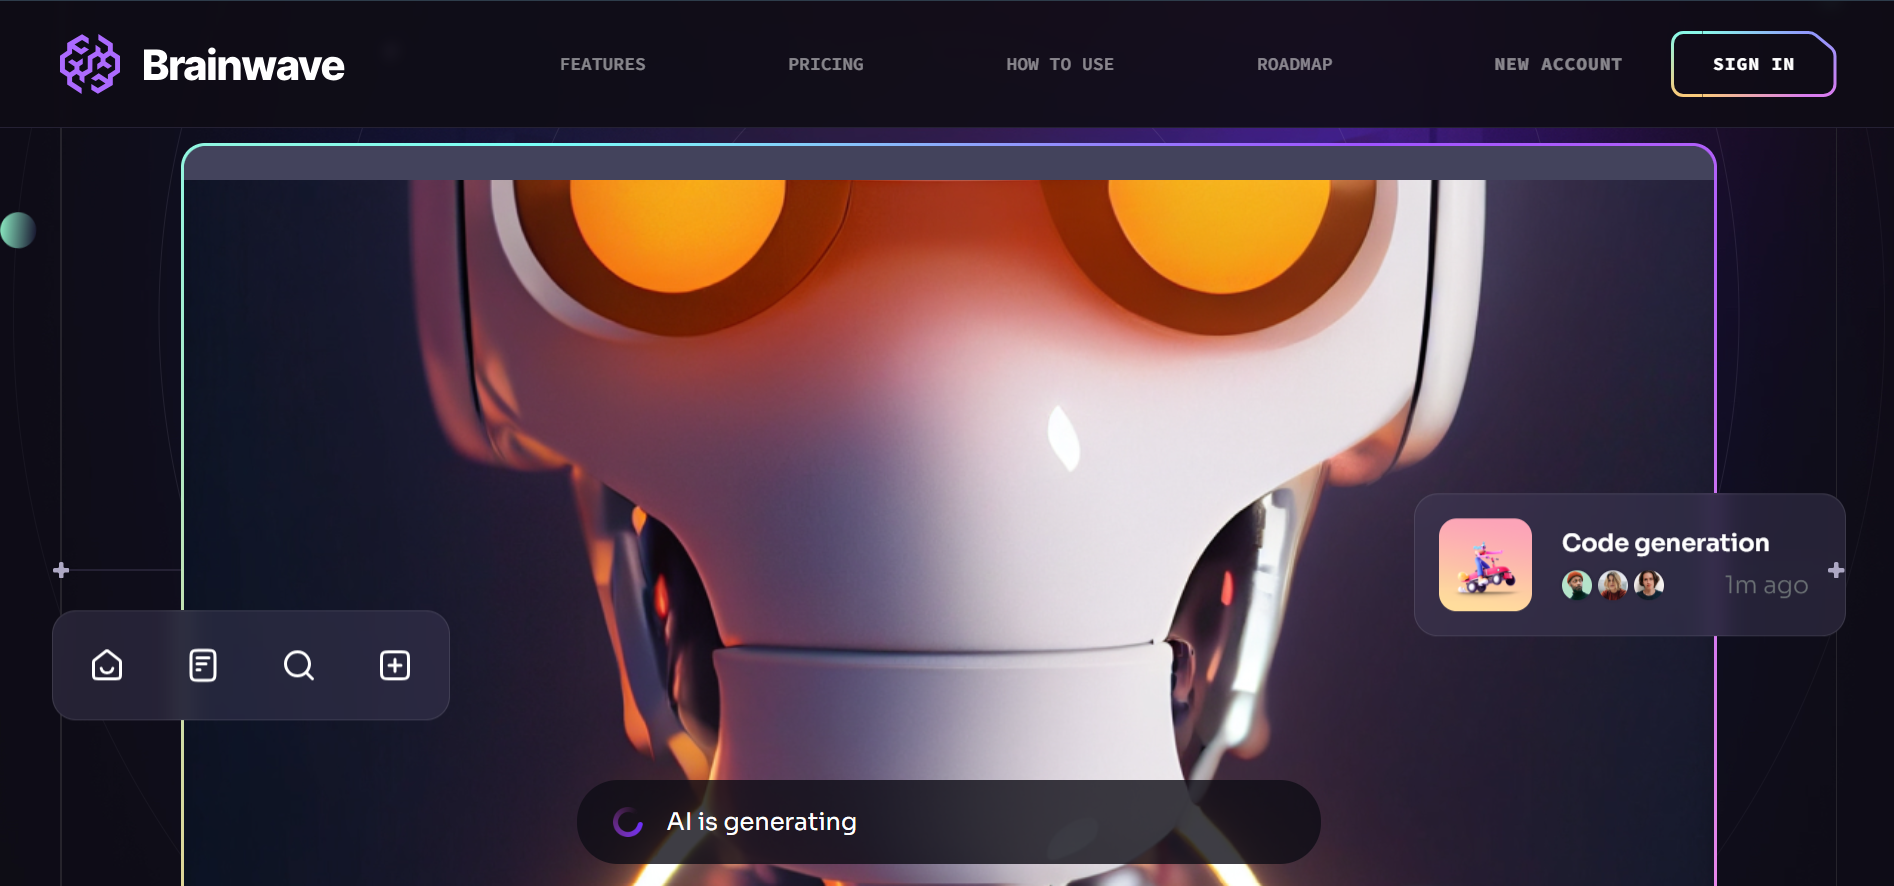 Brainwave
FEATURES
PRICING
HOW TO USE
ROADMAP
NEW ACCOUNT
SIGN IN
Code generation
1m ago
AI is generating